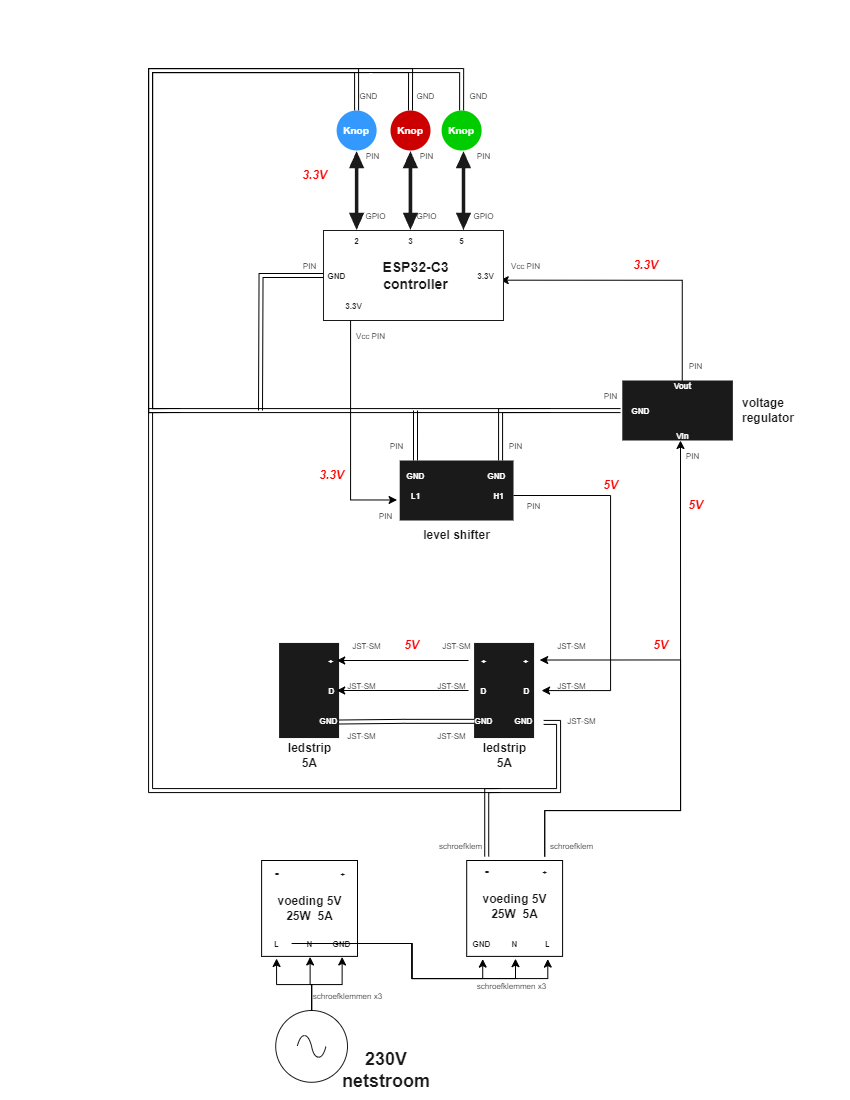 GND GND GND
Knop Knop Knop
PIN PIN PIN
3.3V
GPIO GPIO GPIO
2 3 5
ESP32-C3
controller
PIN
GND
3.3V
Vcc PIN
3.3V
3.3V
Vcc PIN
PIN
Vout
GND
Vin
PIN
voltage
regulator
PIN
5V
PIN PIN
GND GND
L1 H1
3.3V
PIN
PIN
5V
level shifter
JST-SM 5V JST-SM JST-SM 5V
+ + +
D JST-SM JST-SM D D JST-SM
GND GND GND JST-SM
JST-SM JST-SM
ledstrip
5A
ledstrip
5A
schroefklem schroefklem
- +
voeding 5V
25W 5A
L N GND
- +
voeding 5V
25W 5A
GND N L
schroefklemmen x3
schroefklemmen x3
230V
netstroom